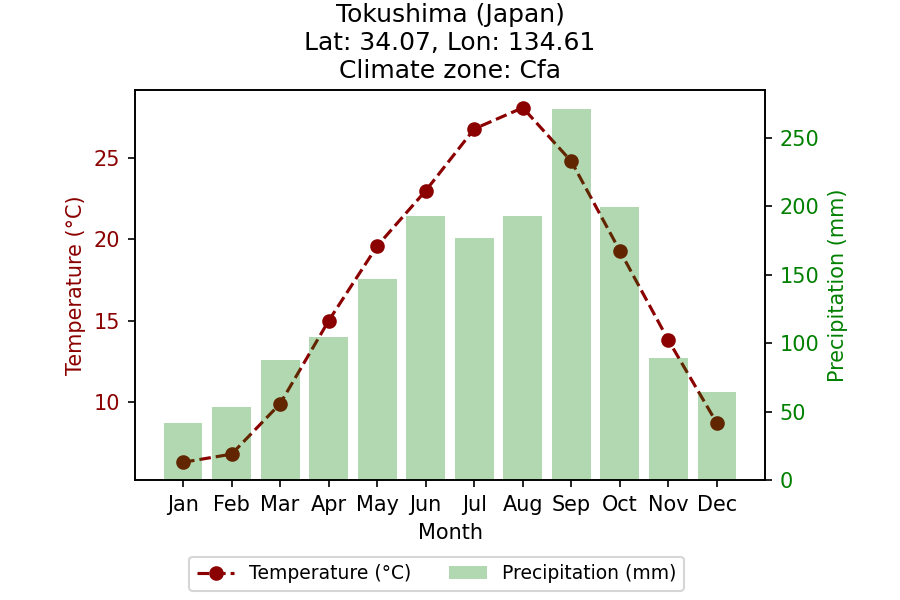 Tokushima (Japan)
Lat: 34.07, Lon: 134.61
Climate zone: Cfa
Temperature (°C)
25
20
15
10
250
200
150
100
50
0
Precipitation (mm)
Jan Feb Mar Apr May Jun Jul Aug Sep Oct Nov Dec
Month
Temperature (°C) Precipitation (mm)